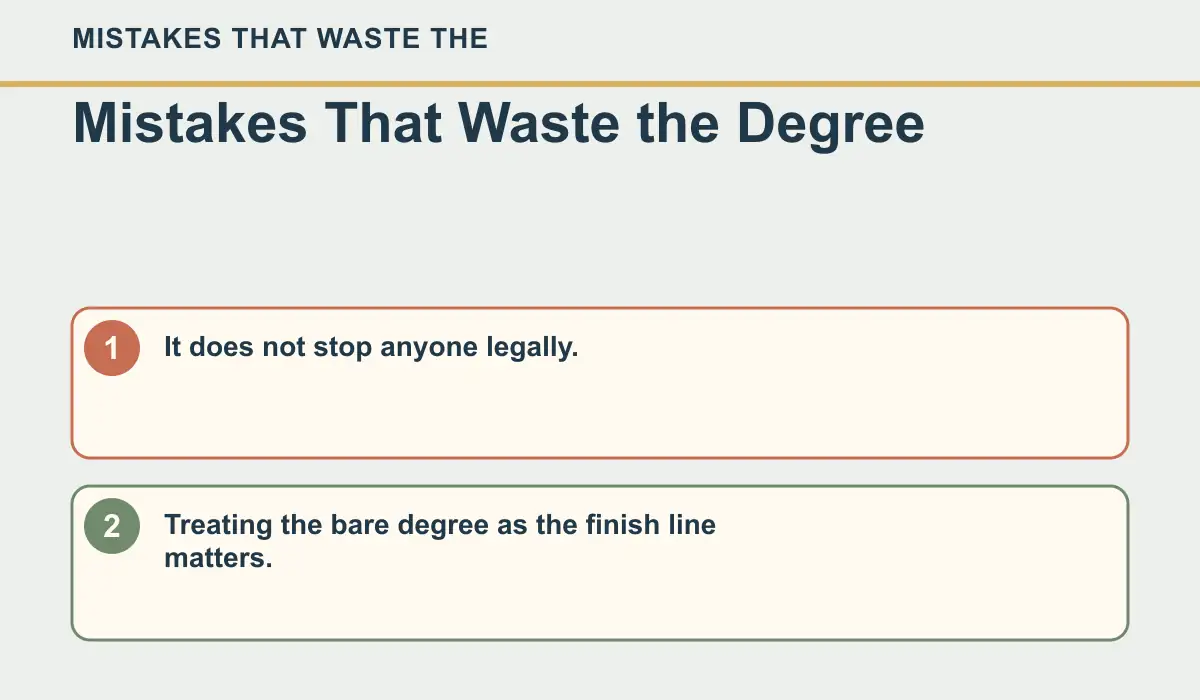 MISTAKES THAT WASTE THE
Mistakes That Waste the Degree
1
It does not stop anyone legally.
2
Treating the bare degree as the finish line
matters.